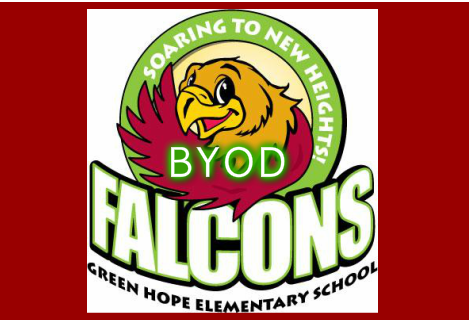 SOARING TO NEW HEIGHTS!
BYOD
FALCONS
GREEN HOPE ELEMENTARY SCHOOL